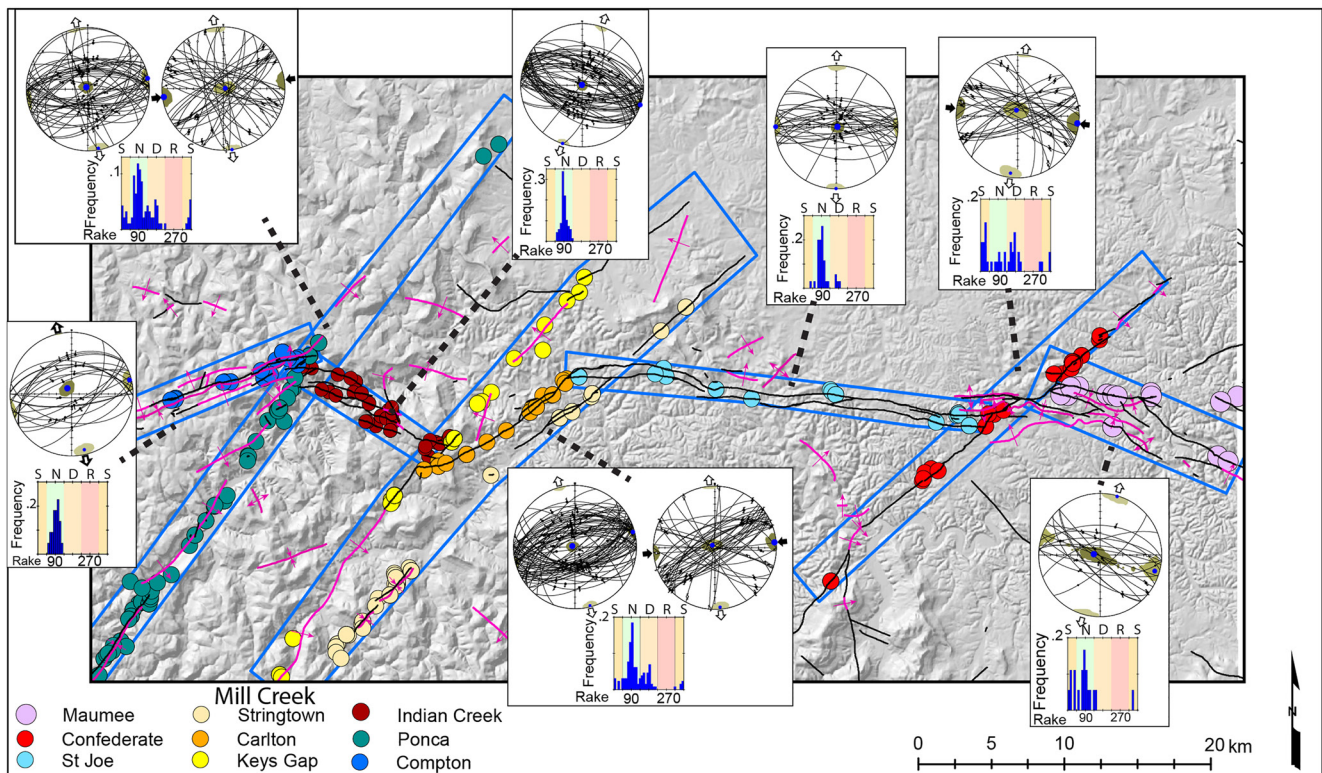 S N D R S
.1
Frequency
Rake 90 270
S N D R S
.3
Frequency
Rake 90 270
S N D R S
.2
Frequency
Rake 90 270
S N D R S
.2
Frequency
Rake 90 270
S N D R S
.2
Frequency
Rake 90 270
S N D R S
.2
Frequency
Rake 90 270
S N D R S
.2
Frequency
Rake 90 270
Mill Creek
Maumee Stringtown Indian Creek
Confederate Carlton Ponca
St Joe Keys Gap Compton
0 5 10 20 km
N